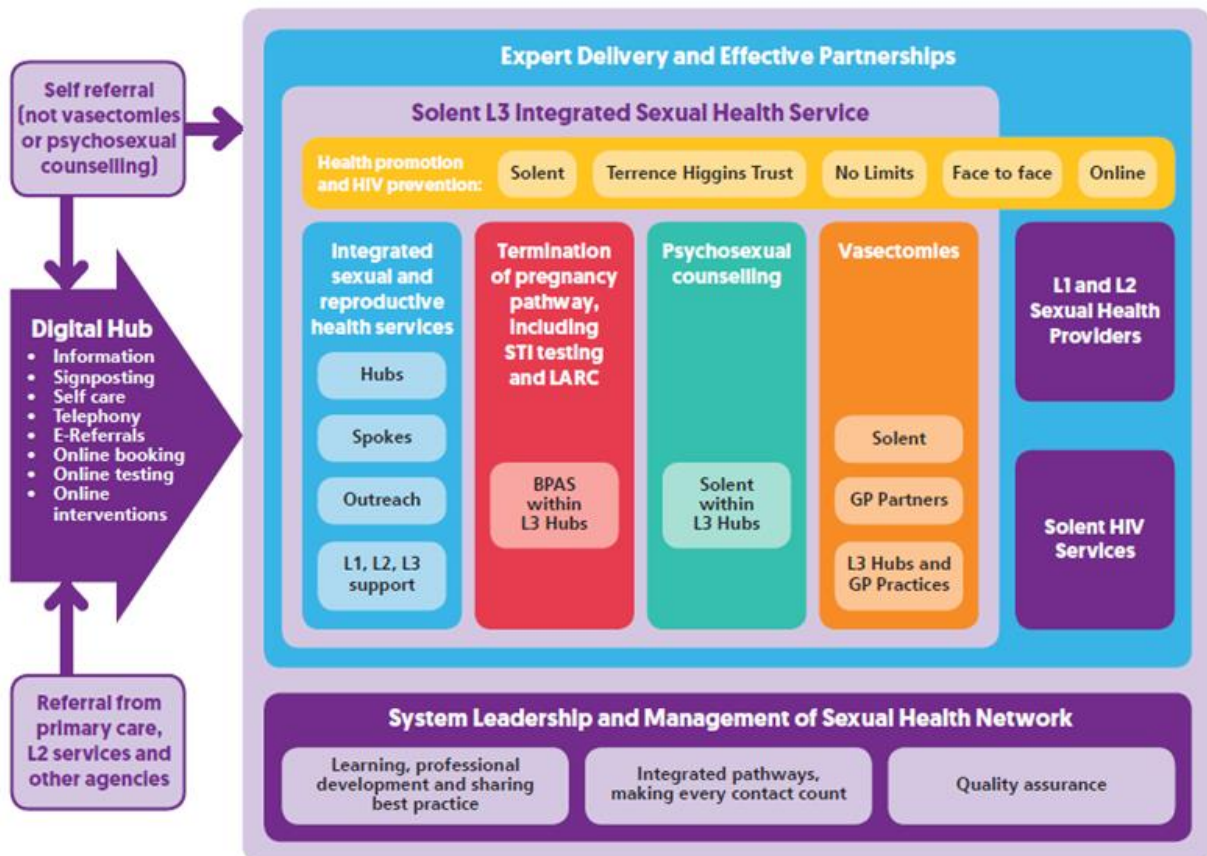 Self referral
(not vasectomies
or psychosexual
counselling)
Digital Hub
• Information
• Signposting
• Self care
• Telephony
• E-Referrals
• Online booking
• Online testing
• Online
interventions
Referral from
primary care,
L2 services and
other agencies
Expert Delivery and Effective Partnerships
Solent L3 Integrated Sexual Health Service
Health promotion
and HIV prevention:
Solent
Terrence Higgins Trust
No Limits
Face to face
Online
Integrated
sexual and
reproductive
health services
Hubs
Spokes
Outreach
L1, L2, L3
support
Termination
of pregnancy
pathway,
including
STI testing
and LARC
BPAS
within
L3 Hubs
Psychosexual
counselling
Solent
within
L3 Hubs
Vasectomies
Solent
GP Partners
L3 Hubs and
GP Practices
L1 and L2
Sexual Health
Providers
Solent HIV
Services
System Leadership and Management of Sexual Health Network
Learning, professional
development and sharing
best practice
Integrated pathways,
making every contact count
Quality assurance